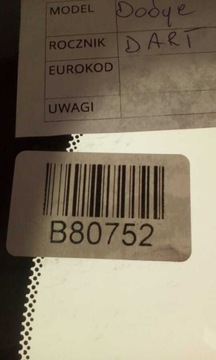 MODEL Dodge
ROCZNIK DART
EUROKOD
UWAGI
B80752